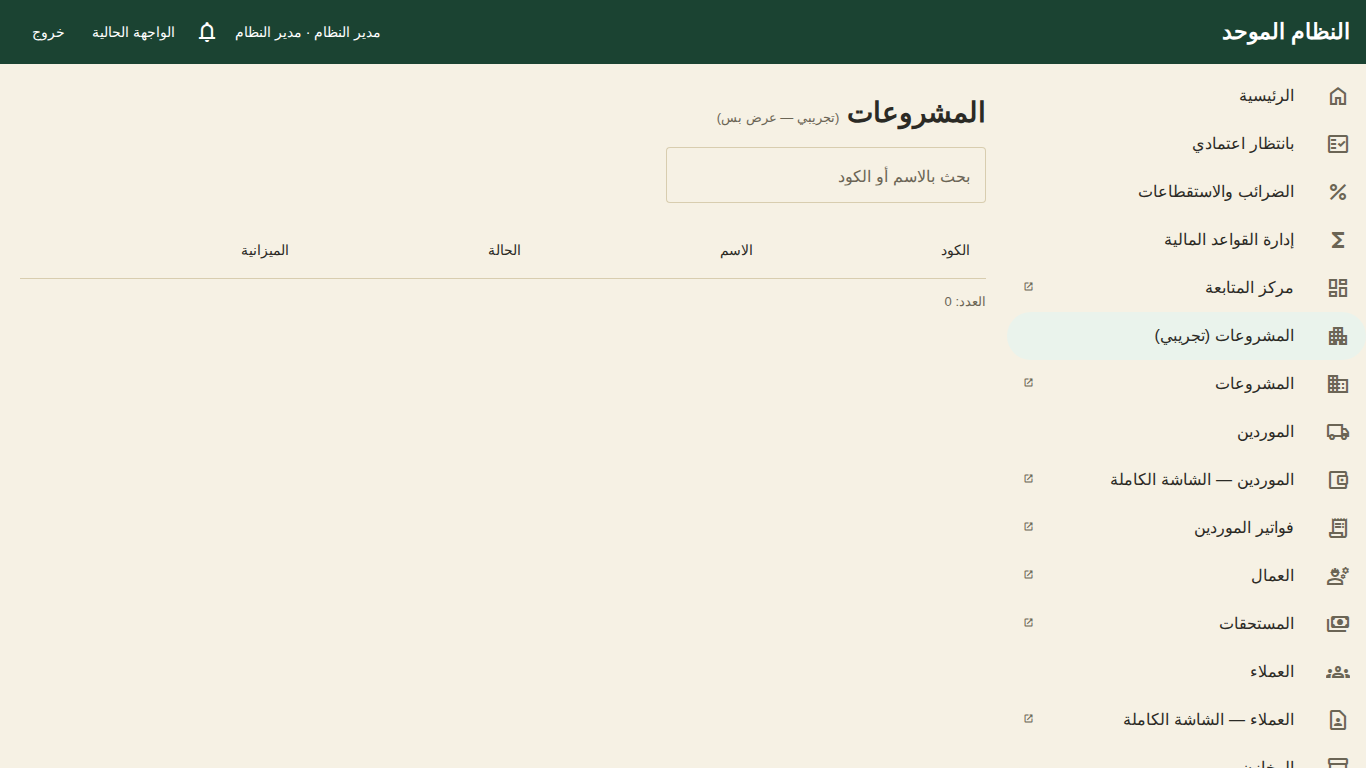 النظام الموحد
مدير النظام · مدير النظام
الواجهة الحالية
خروج
الرئيسية
بانتظار اعتمادي
الضرائب والاستقطاعات
إدارة القواعد المالية
مركز المتابعة
المشروعات (تجريبي)
المشروعات
الموردين
الموردين — الشاشة الكاملة
فواتير الموردين
العمال
المستحقات
العملاء
العملاء — الشاشة الكاملة
المشروعات (تجريبي — عرض بس)
بحث بالاسم أو الكود
الكود الاسم الحالة الميزانية
العدد: 0